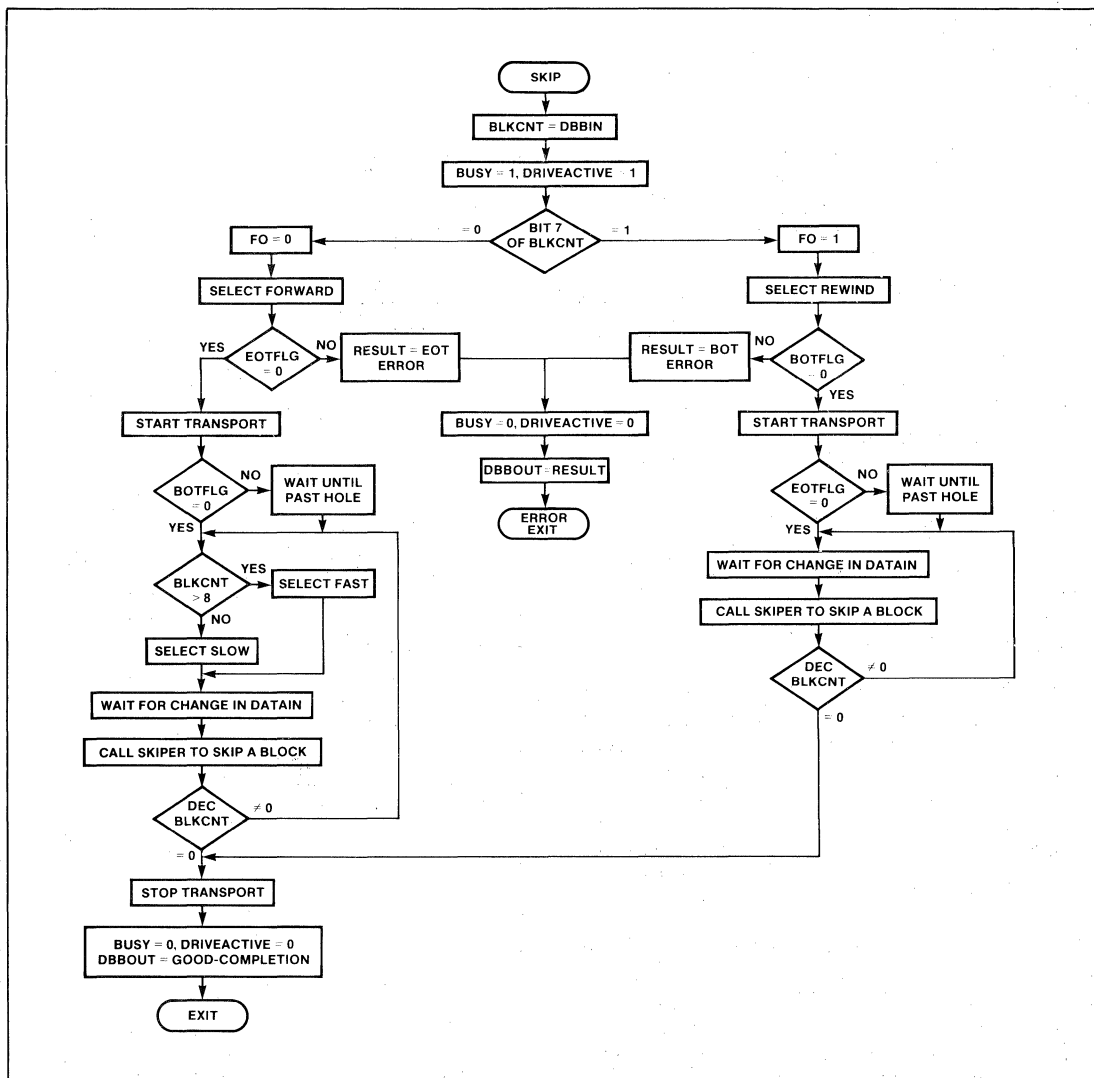 SKIP
BLKCNT = DBBIN
BUSY = 1, DRIVEACTIVE = 1
BIT 7
OF BLKCNT
= 0
= 1
FO = 0
SELECT FORWARD
EOTFLG
= 0
YES
NO
RESULT = EOT
ERROR
START TRANSPORT
BOTFLG
= 0
NO
YES
WAIT UNTIL
PAST HOLE
BLKCNT
> 8
YES
NO
SELECT FAST
SELECT SLOW
WAIT FOR CHANGE IN DATAIN
CALL SKIPER TO SKIP A BLOCK
DEC
BLKCNT
≠ 0
= 0
STOP TRANSPORT
BUSY = 0, DRIVEACTIVE = 0
DBBOUT = GOOD-COMPLETION
EXIT
BUSY = 0, DRIVEACTIVE = 0
DBBOUT = RESULT
ERROR
EXIT
FO = 1
SELECT REWIND
BOTFLG
= 0
NO
YES
RESULT = BOT
ERROR
START TRANSPORT
EOTFLG
= 0
NO
YES
WAIT UNTIL
PAST HOLE
WAIT FOR CHANGE IN DATAIN
CALL SKIPER TO SKIP A BLOCK
DEC
BLKCNT
≠ 0
= 0